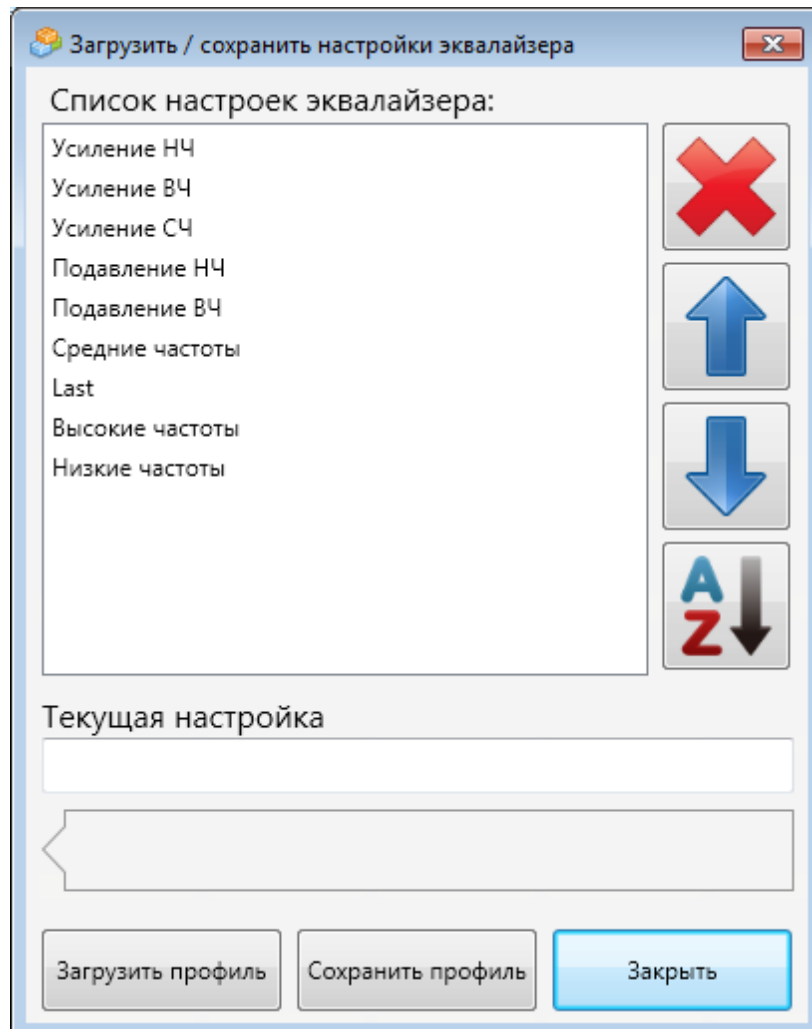 Загрузить / сохранить настройки эквалайзера
Список настроек эквалайзера:
Усиление НЧ
Усиление ВЧ
Усиление СЧ
Подавление НЧ
Подавление ВЧ
Средние частоты
Last
Высокие частоты
Низкие частоты
A
Z
Текущая настройка
Загрузить профиль
Сохранить профиль
Закрыть